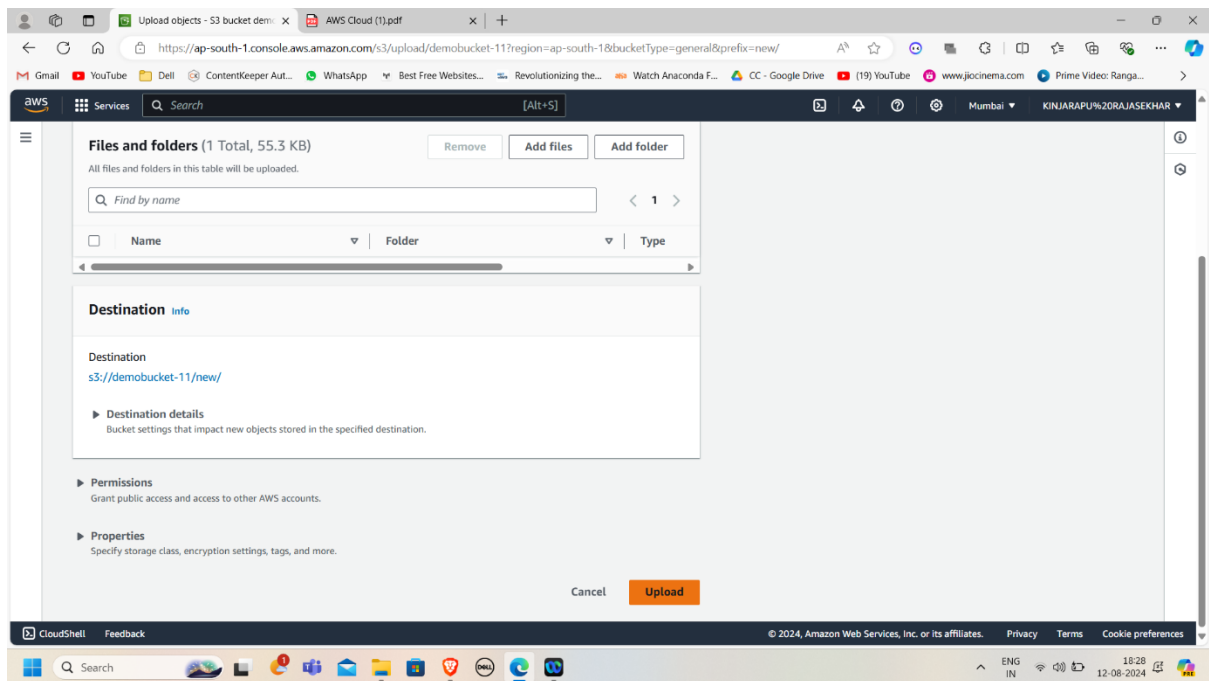 Upload objects - S3 bucket demo
AWS Cloud (1).pdf
https://ap-south-1.console.aws.amazon.com/s3/upload/demobucket-11?region=ap-south-1&bucketType=general&prefix=new/
Gmail YouTube Dell ContentKeeper Aut... WhatsApp Best Free Websites... Revolutionizing the... Watch Anaconda F... CC - Google Drive (19) YouTube www.jiocinema.com Prime Video: Ranga...
aws Services Search [Alt+S] Mumbai KINJARAPU%20RAJASEKHAR
Files and folders (1 Total, 55.3 KB) Remove Add files Add folder
All files and folders in this table will be uploaded.
Find by name 1
Name Folder Type
Destination Info
Destination
s3://demobucket-11/new/
Destination details
Bucket settings that impact new objects stored in the specified destination.
Permissions
Grant public access and access to other AWS accounts.
Properties
Specify storage class, encryption settings, tags, and more.
Cancel Upload
CloudShell Feedback © 2024, Amazon Web Services, Inc. or its affiliates. Privacy Terms Cookie preferences
Search ENG 18:28
IN 12-08-2024